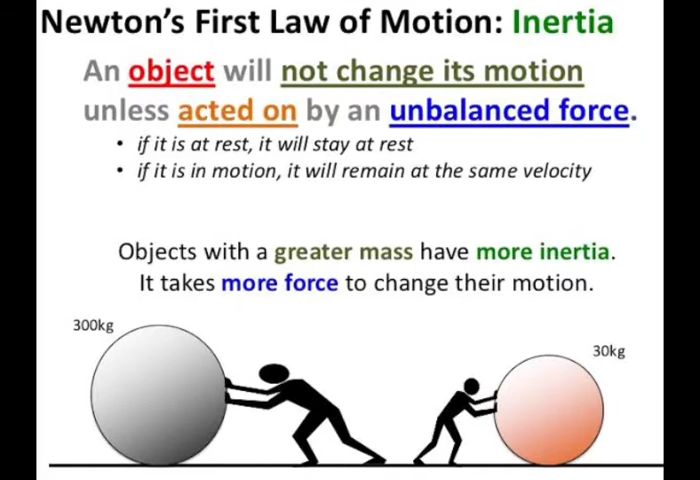 Newton's First Law of Motion: Inertia
An object will not change its motion
unless acted on by an unbalanced force.
• if it is at rest, it will stay at rest
• if it is in motion, it will remain at the same velocity
Objects with a greater mass have more inertia.
It takes more force to change their motion.
300kg
30kg